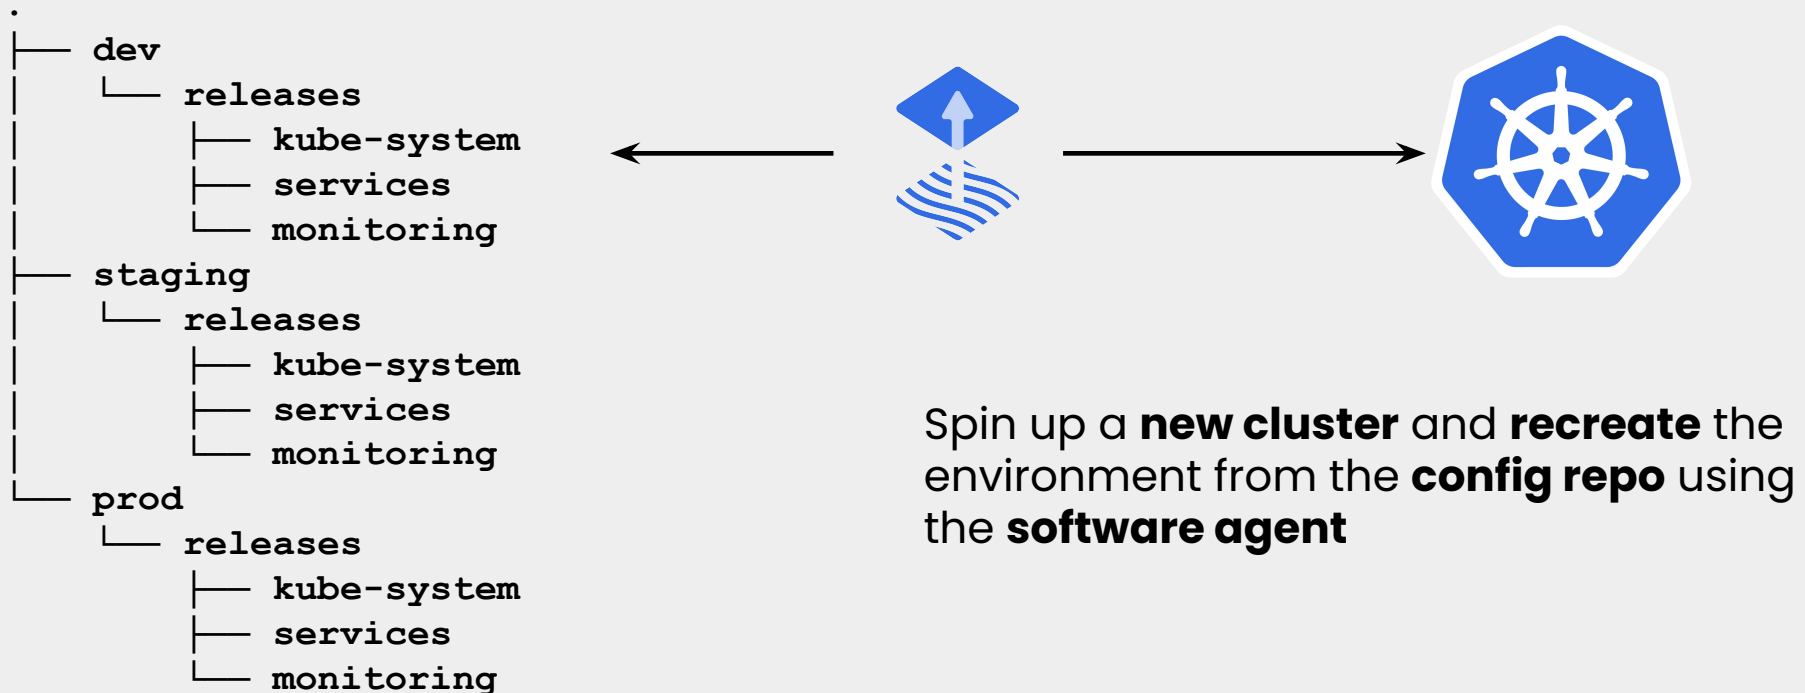 .
├── dev
│   └── releases
│       ├── kube-system
│       ├── services
│       └── monitoring
├── staging
│   └── releases
│       ├── kube-system
│       ├── services
│       └── monitoring
└── prod
    └── releases
        ├── kube-system
        ├── services
        └── monitoring
Spin up a new cluster and recreate the
environment from the config repo using
the software agent